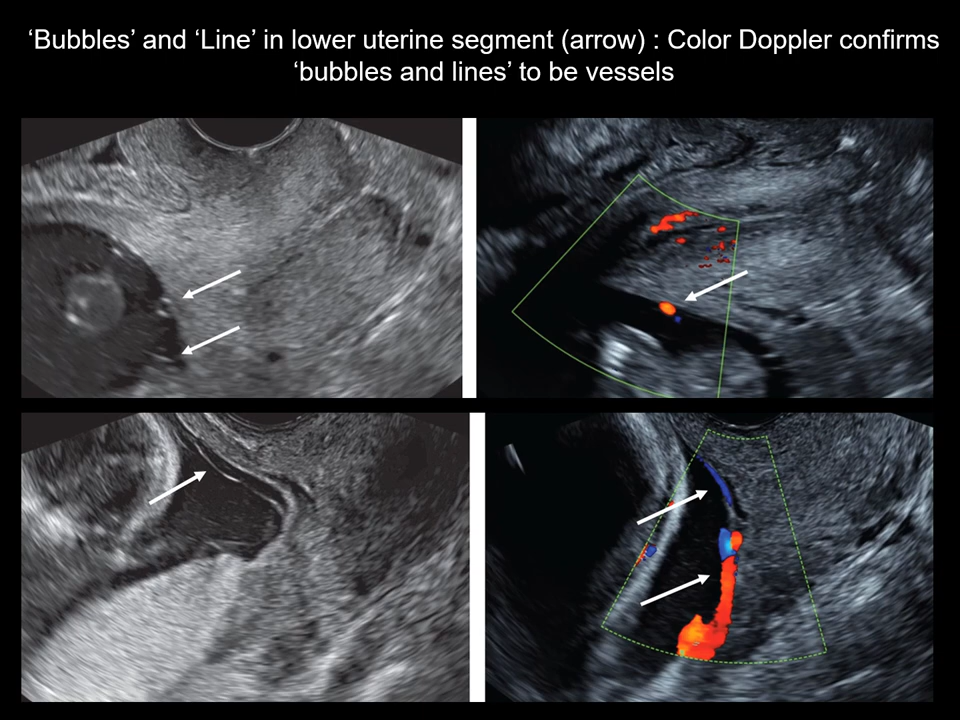 ‘Bubbles’ and ‘Line’ in lower uterine segment (arrow) : Color Doppler confirms
‘bubbles and lines’ to be vessels